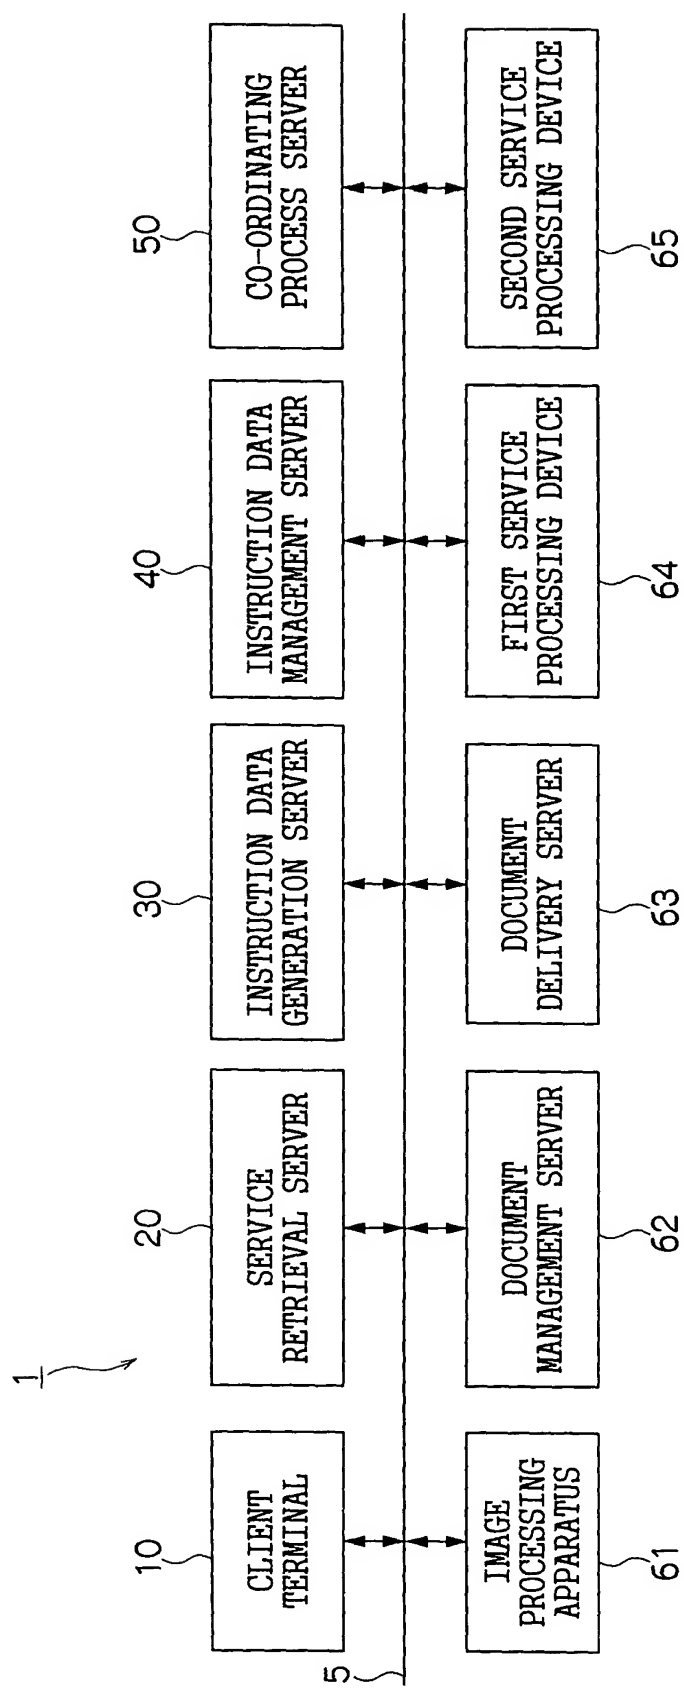 1
10
20
30
40
50
CLIENT
TERMINAL
SERVICE
RETRIEVAL SERVER
INSTRUCTION DATA
GENERATION SERVER
INSTRUCTION DATA
MANAGEMENT SERVER
CO-ORDINATING
PROCESS SERVER
5
IMAGE
PROCESSING
APPARATUS
DOCUMENT
MANAGEMENT SERVER
DOCUMENT
DELIVERY SERVER
FIRST SERVICE
PROCESSING DEVICE
SECOND SERVICE
PROCESSING DEVICE
61
62
63
64
65